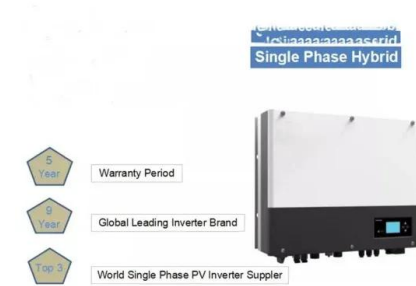 Single Phase Hybrid
5
Year
Warranty Period
9
Year
Global Leading Inverter Brand
Top 3
World Single Phase PV Inverter Suppler